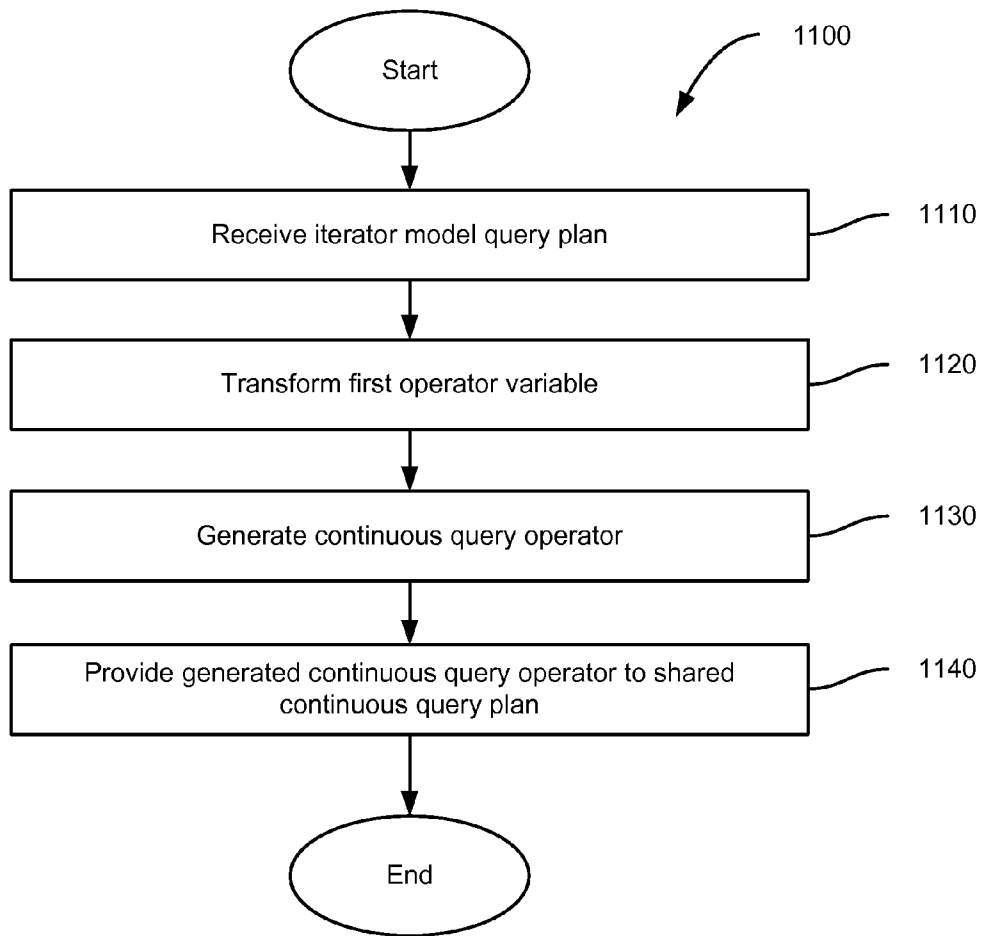 Start
1100
Receive iterator model query plan
1110
Transform first operator variable
1120
Generate continuous query operator
1130
Provide generated continuous query operator to shared
continuous query plan
1140
End